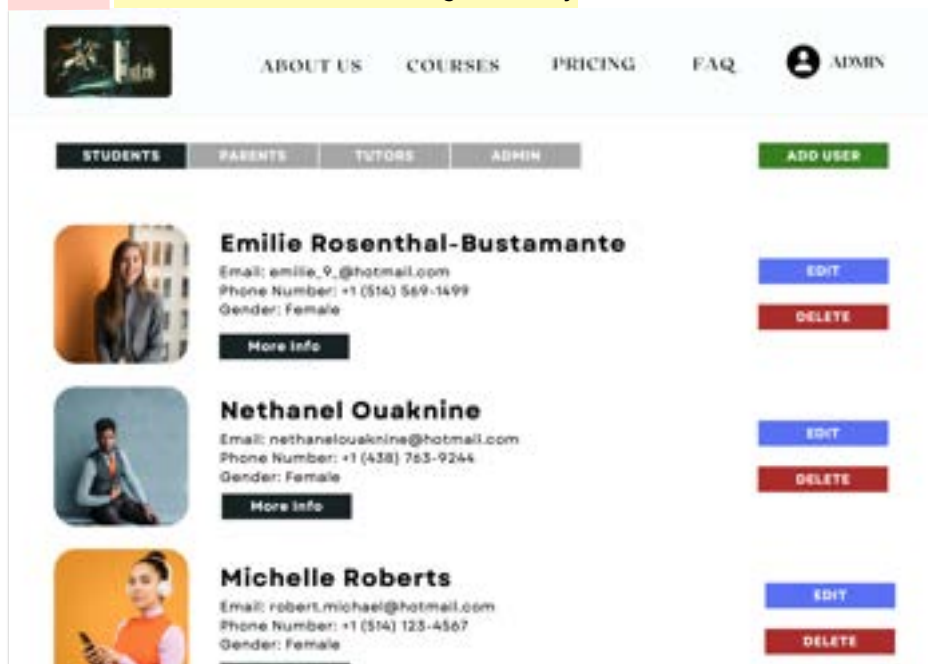 ABOUT US COURSES PRICING FAQ ADMIN
STUDENTS PARENTS TUTORS ADMIN ADD USER
Emilie Rosenthal-Bustamante
Email: emilie_9_@hotmail.com
Phone Number: +1 (514) 569-1499
Gender: Female
More Info
EDIT
DELETE
Nethanel Ouaknine
Email: nethanelouaknine@hotmail.com
Phone Number: +1 (438) 763-9244
Gender: Female
More Info
EDIT
DELETE
Michelle Roberts
Email: robert.michael@hotmail.com
Phone Number: +1 (514) 123-4567
Gender: Female
EDIT
DELETE